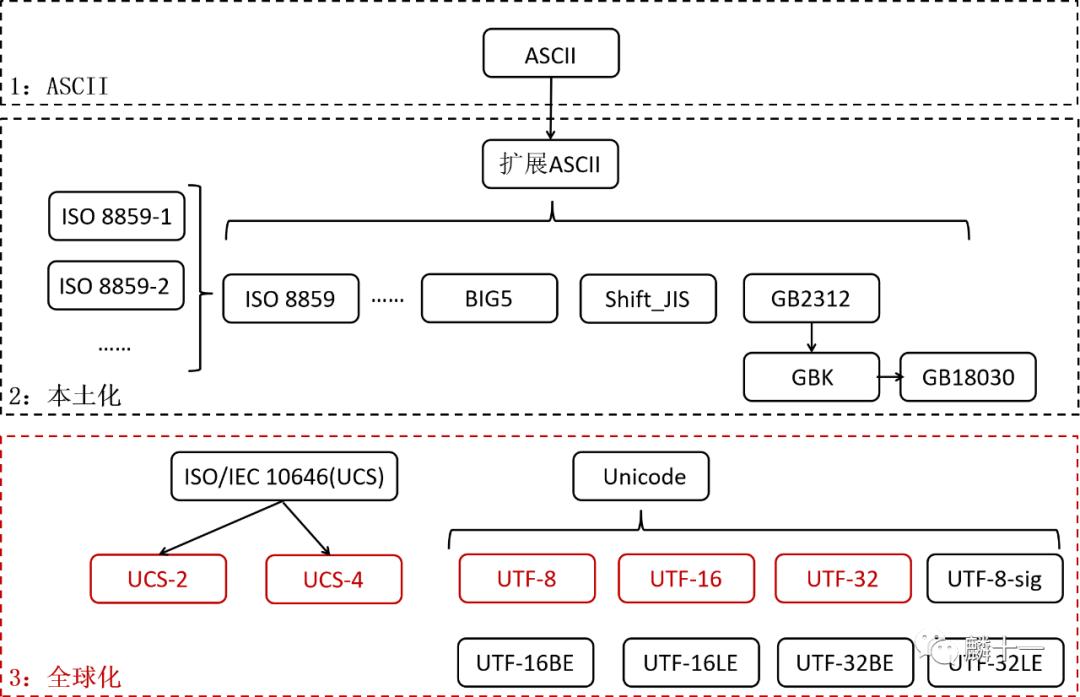 ASCII
1: ASCII
扩展ASCII
ISO 8859-1
ISO 8859-2
……
ISO 8859
……
BIG5
Shift_JIS
GB2312
GBK
GB18030
2: 本土化
ISO/IEC 10646(UCS)
Unicode
UCS-2
UCS-4
UTF-8
UTF-16
UTF-32
UTF-8-sig
UTF-16BE
UTF-16LE
UTF-32BE
UTF-32LE
麟十一
3: 全球化